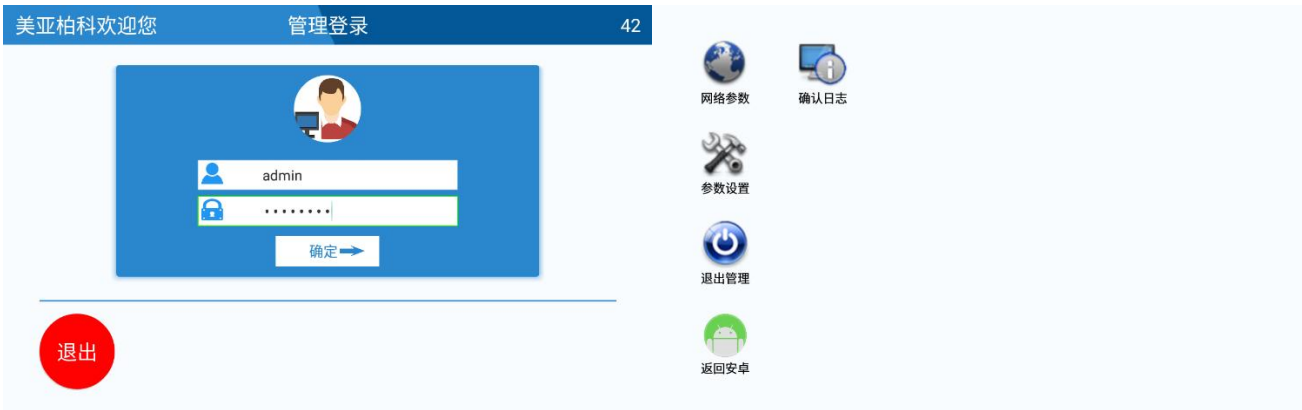 美亚柏科欢迎您 管理登录 42
admin
确定
退出
网络参数 确认日志
参数设置
退出管理
返回安卓